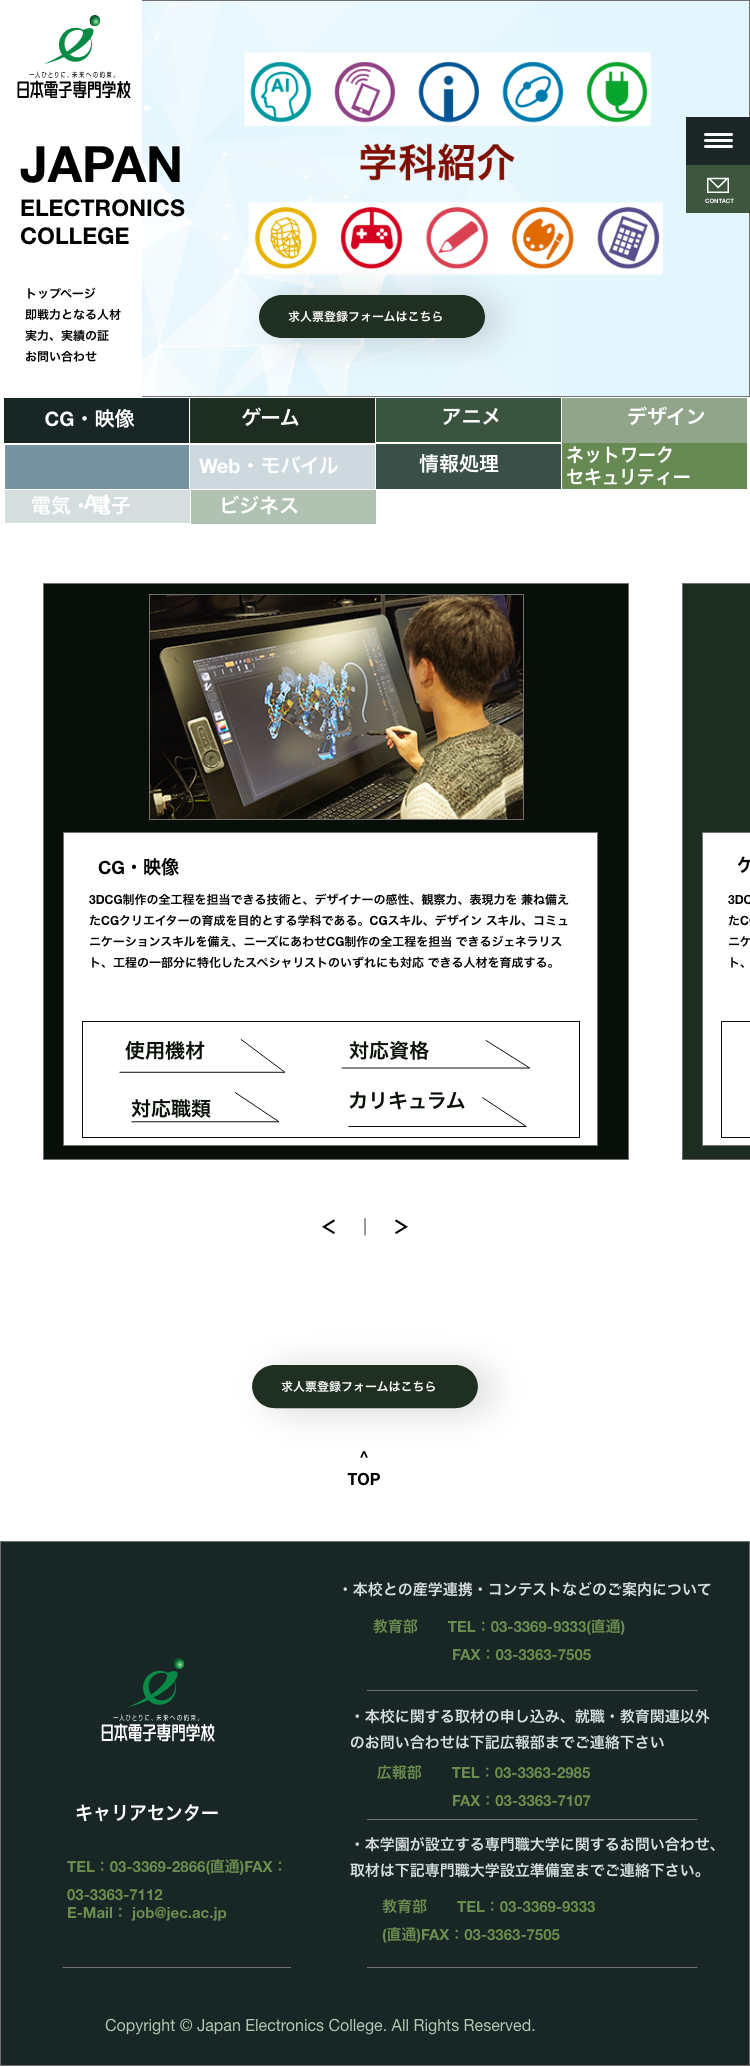 一人ひとりに、未来への約束。
日本電子専門学校
AI
JAPAN
ELECTRONICS
COLLEGE
学科紹介
CONTACT
トップページ
即戦力となる人材
実力、実績の証
お問い合わせ
求人票登録フォームはこちら
CG・映像
ゲーム
アニメ
デザイン
Web・モバイル
情報処理
ネットワーク
セキュリティー
電気・電子
AI
ビジネス
CG・映像
3DCG制作の全工程を担当できる技術と、デザイナーの感性、観察力、表現力を 兼ね備え
たCGクリエイターの育成を目的とする学科である。CGスキル、デザイン スキル、コミュ
ニケーションスキルを備え、ニーズにあわせCG制作の全工程を担当 できるジェネラリス
ト、工程の一部分に特化したスペシャリストのいずれにも対応 できる人材を育成する。
使用機材
対応資格
対応職類
カリキュラム
ゲ
3DC
たC
ニケ
ト、
< | >
求人票登録フォームはこちら
^
TOP
・本校との産学連携・コンテストなどのご案内について
教育部 TEL：03-3369-9333(直通)
FAX：03-3363-7505
・本校に関する取材の申し込み、就職・教育関連以外
のお問い合わせは下記広報部までご連絡下さい
広報部 TEL：03-3363-2985
FAX：03-3363-7107
・本学園が設立する専門職大学に関するお問い合わせ、
取材は下記専門職大学設立準備室までご連絡下さい。
教育部 TEL：03-3369-9333
(直通)FAX：03-3363-7505
一人ひとりに、未来への約束。
日本電子専門学校
キャリアセンター
TEL：03-3369-2866(直通)FAX：
03-3363-7112
E-Mail： job@jec.ac.jp
Copyright © Japan Electronics College. All Rights Reserved.